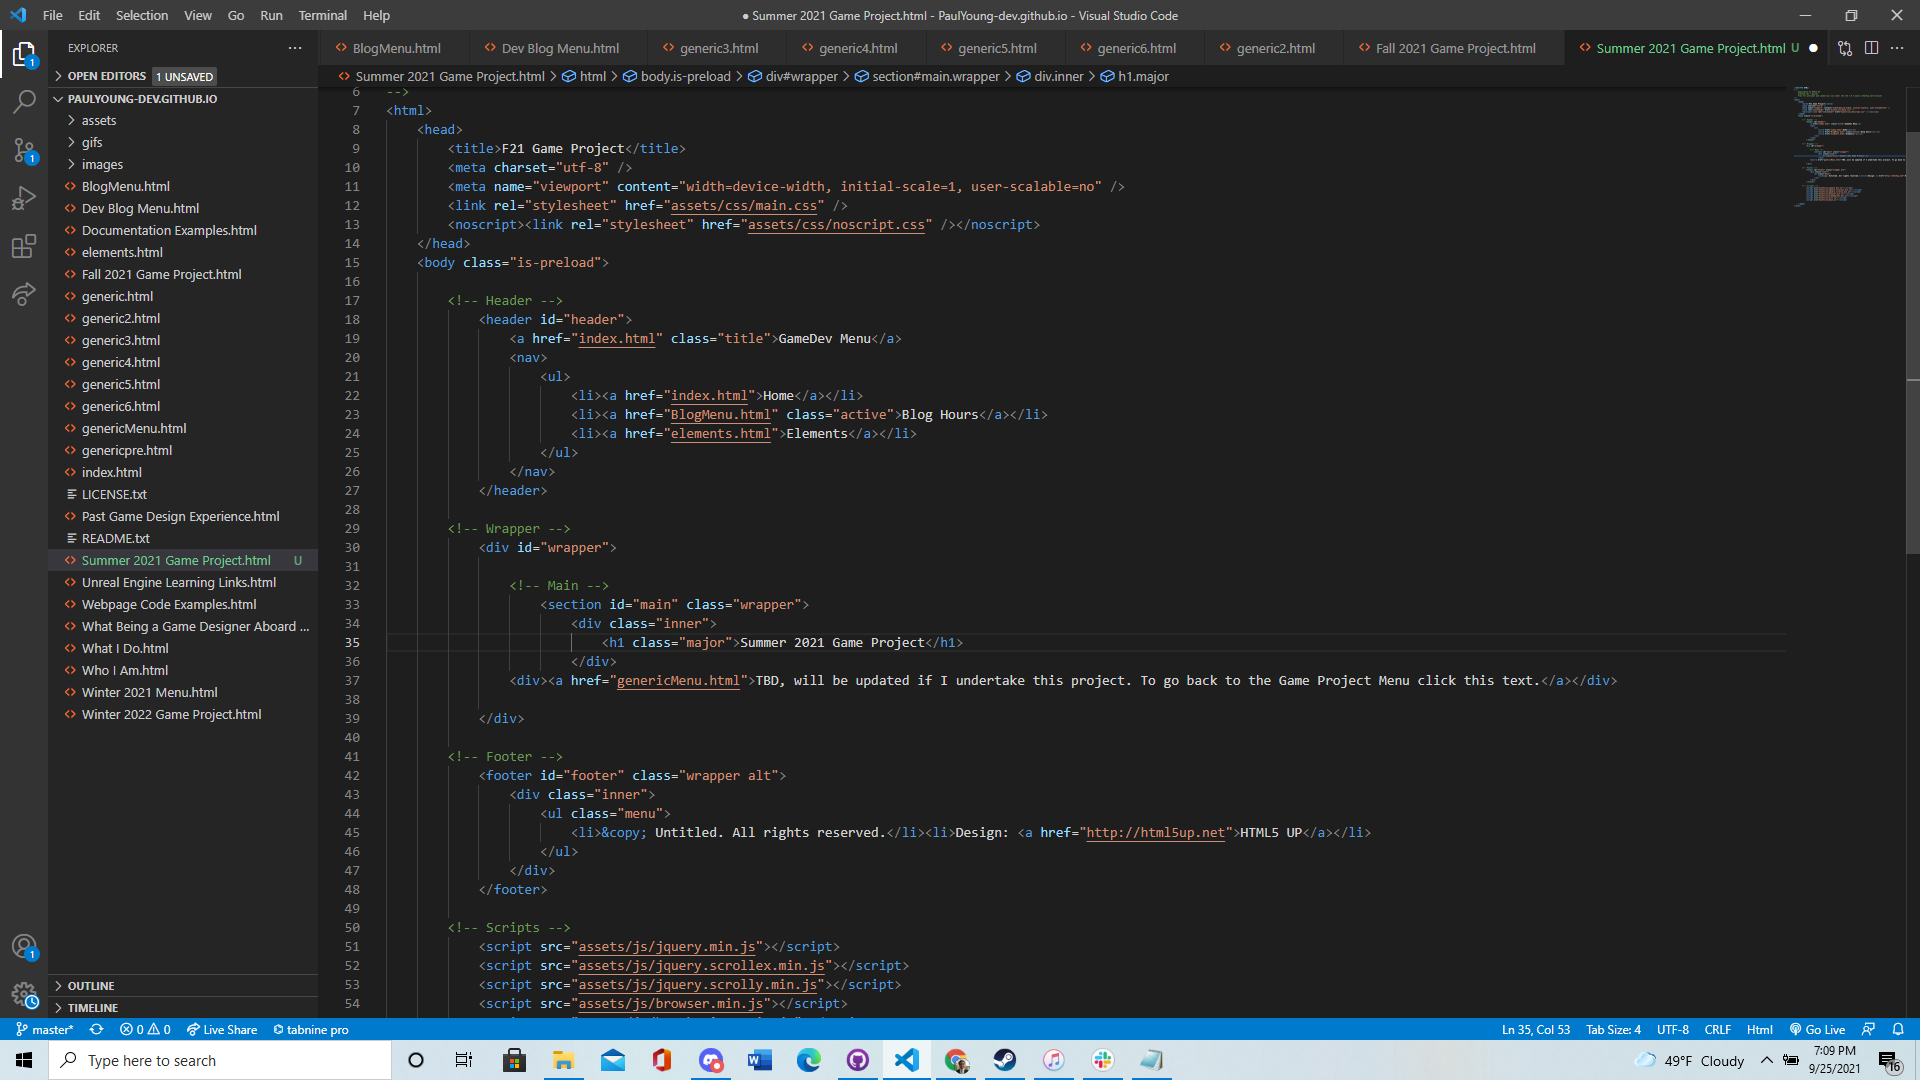 File Edit Selection View Go Run Terminal Help
● Summer 2021 Game Project.html - PaulYoung-dev.github.io - Visual Studio Code
EXPLORER
BlogMenu.html Dev Blog Menu.html generic3.html generic4.html generic5.html generic6.html generic2.html Fall 2021 Game Project.html Summer 2021 Game Project.html U
OPEN EDITORS 1 UNSAVED
Summer 2021 Game Project.html > html > body.is-preload > div#wrapper > section#main.wrapper > div.inner > h1.major
PAULYOUNG-DEV.GITHUB.IO
assets
gifs
images
BlogMenu.html
Dev Blog Menu.html
Documentation Examples.html
elements.html
Fall 2021 Game Project.html
generic.html
generic2.html
generic3.html
generic4.html
generic5.html
generic6.html
genericMenu.html
genericpre.html
index.html
LICENSE.txt
Past Game Design Experience.html
README.txt
Summer 2021 Game Project.html U
Unreal Engine Learning Links.html
Webpage Code Examples.html
What Being a Game Designer Aboard ...
What I Do.html
Who I Am.html
Winter 2021 Menu.html
Winter 2022 Game Project.html
OUTLINE
TIMELINE
6 -->
7 <html>
8 <head>
9 <title>F21 Game Project</title>
10 <meta charset="utf-8" />
11 <meta name="viewport" content="width=device-width, initial-scale=1, user-scalable=no" />
12 <link rel="stylesheet" href="assets/css/main.css" />
13 <noscript><link rel="stylesheet" href="assets/css/noscript.css" /></noscript>
14 </head>
15 <body class="is-preload">
16
17 <!-- Header -->
18 <header id="header">
19 <a href="index.html" class="title">GameDev Menu</a>
20 <nav>
21 <ul>
22 <li><a href="index.html">Home</a></li>
23 <li><a href="BlogMenu.html" class="active">Blog Hours</a></li>
24 <li><a href="elements.html">Elements</a></li>
25 </ul>
26 </nav>
27 </header>
28
29 <!-- Wrapper -->
30 <div id="wrapper">
31
32 <!-- Main -->
33 <section id="main" class="wrapper">
34 <div class="inner">
35 <h1 class="major">Summer 2021 Game Project</h1>
36 </div>
37 <div><a href="genericMenu.html">TBD, will be updated if I undertake this project. To go back to the Game Project Menu click this text.</a></div>
38
39 </div>
40
41 <!-- Footer -->
42 <footer id="footer" class="wrapper alt">
43 <div class="inner">
44 <ul class="menu">
45 <li>&copy; Untitled. All rights reserved.</li><li>Design: <a href="http://html5up.net">HTML5 UP</a></li>
46 </ul>
47 </div>
48 </footer>
49
50 <!-- Scripts -->
51 <script src="assets/js/jquery.min.js"></script>
52 <script src="assets/js/jquery.scrollex.min.js"></script>
53 <script src="assets/js/jquery.scrolly.min.js"></script>
54 <script src="assets/js/browser.min.js"></script>
master* 0 0 Live Share tabnine pro
Ln 35, Col 53 Tab Size: 4 UTF-8 CRLF Html Go Live
Type here to search
49°F Cloudy
7:09 PM
9/25/2021
16